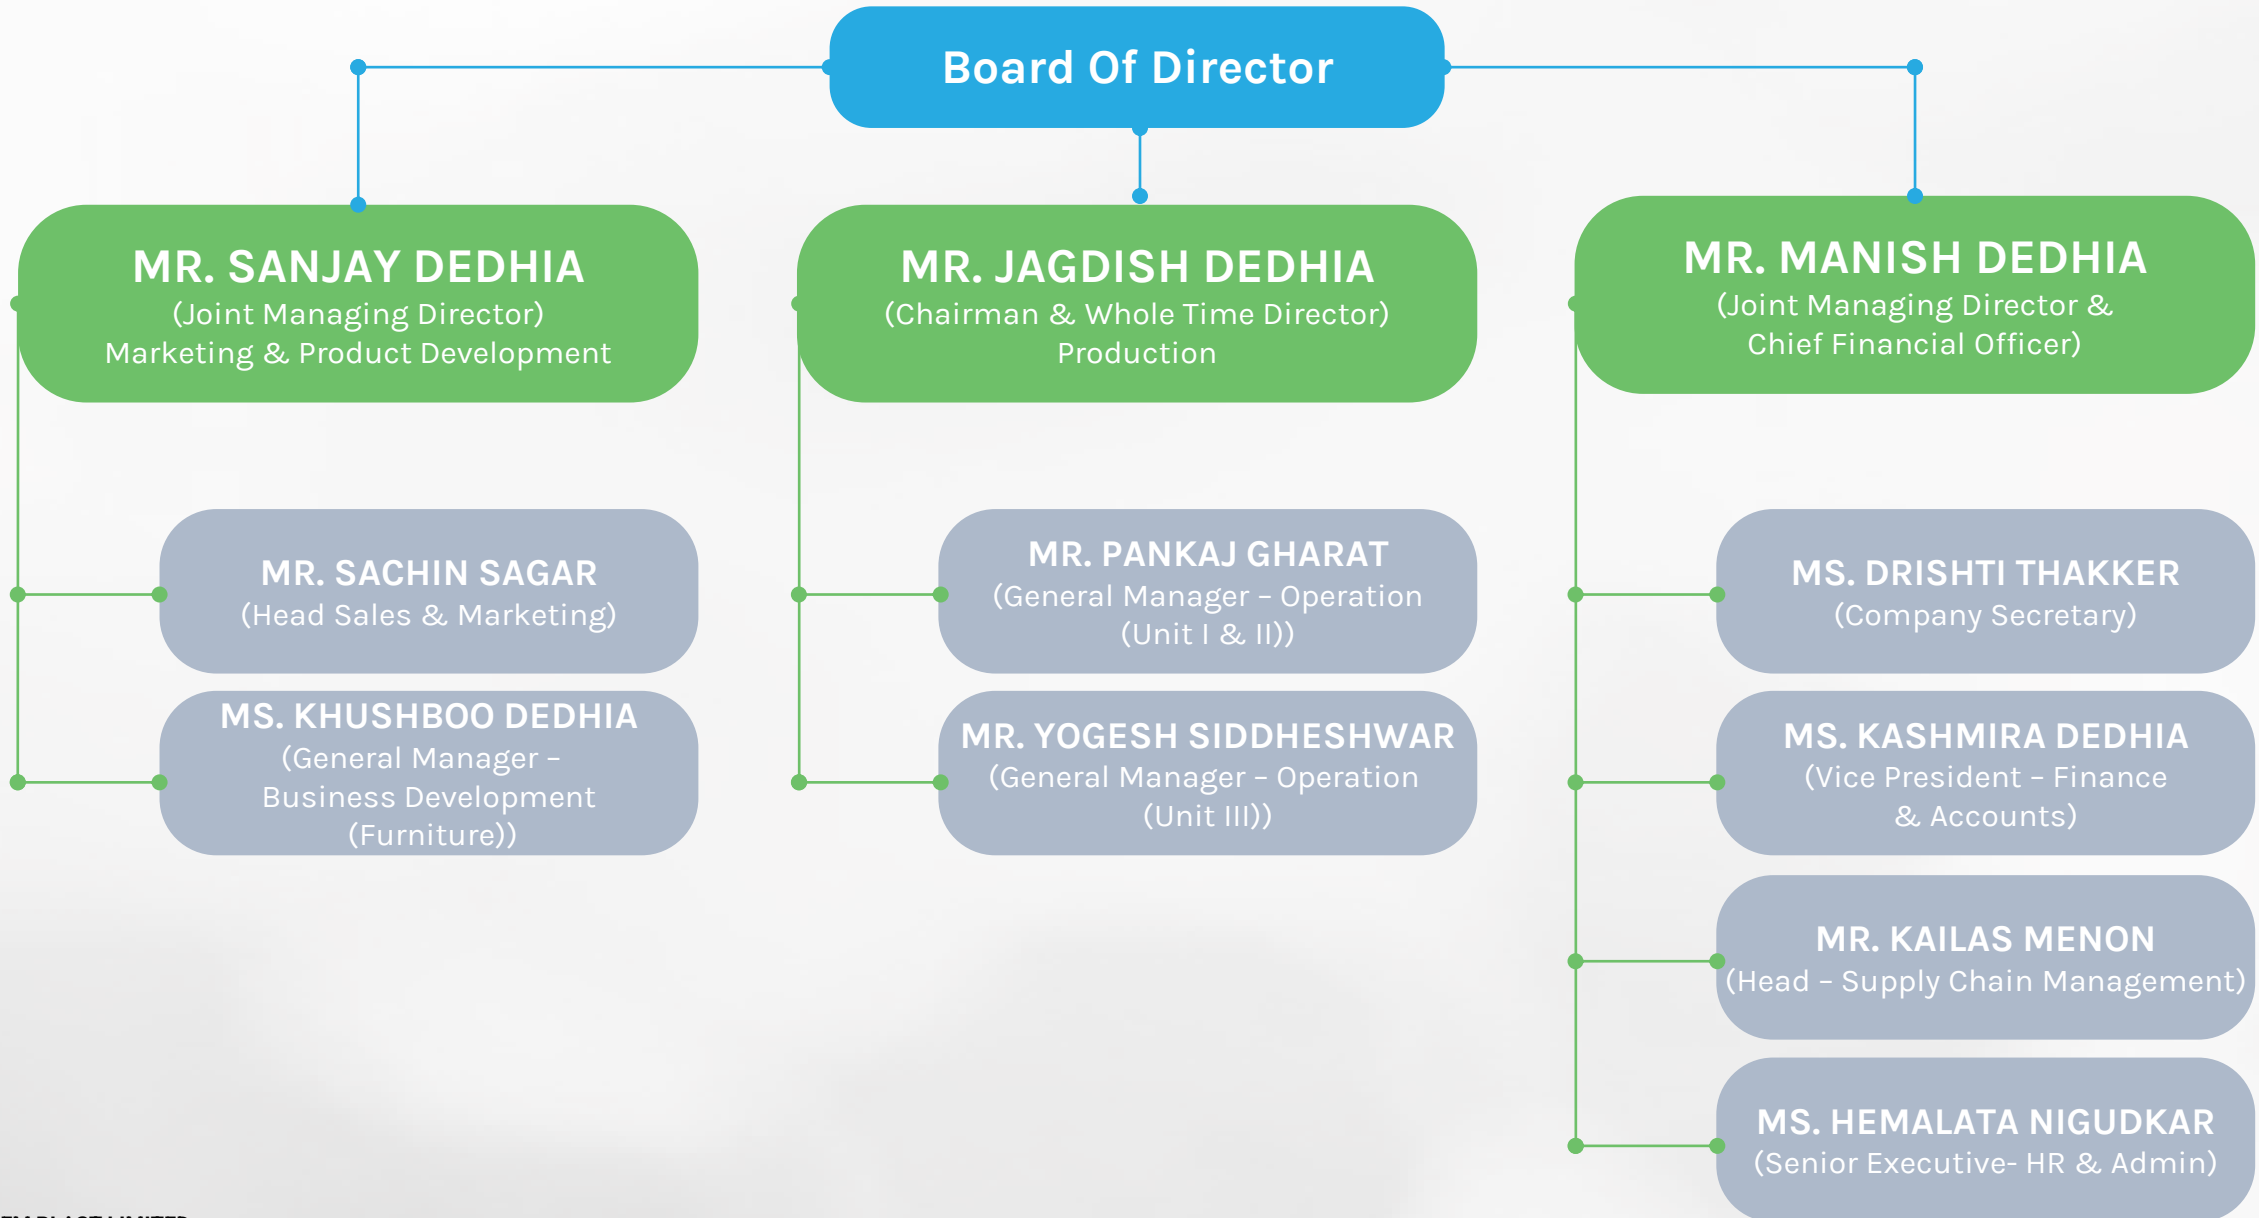 Board Of Director
MR. SANJAY DEDHIA
(Joint Managing Director)
Marketing & Product Development
MR. JAGDISH DEDHIA
(Chairman & Whole Time Director)
Production
MR. MANISH DEDHIA
(Joint Managing Director &
Chief Financial Officer)
MR. SACHIN SAGAR
(Head Sales & Marketing)
MS. KHUSHBOO DEDHIA
(General Manager –
Business Development
(Furniture))
MR. PANKAJ GHARAT
(General Manager – Operation
(Unit I & II))
MR. YOGESH SIDDHESHWAR
(General Manager – Operation
(Unit III))
MS. DRISHTI THAKKER
(Company Secretary)
MS. KASHMIRA DEDHIA
(Vice President – Finance
& Accounts)
MR. KAILAS MENON
(Head – Supply Chain Management)
MS. HEMALATA NIGUDKAR
(Senior Executive- HR & Admin)